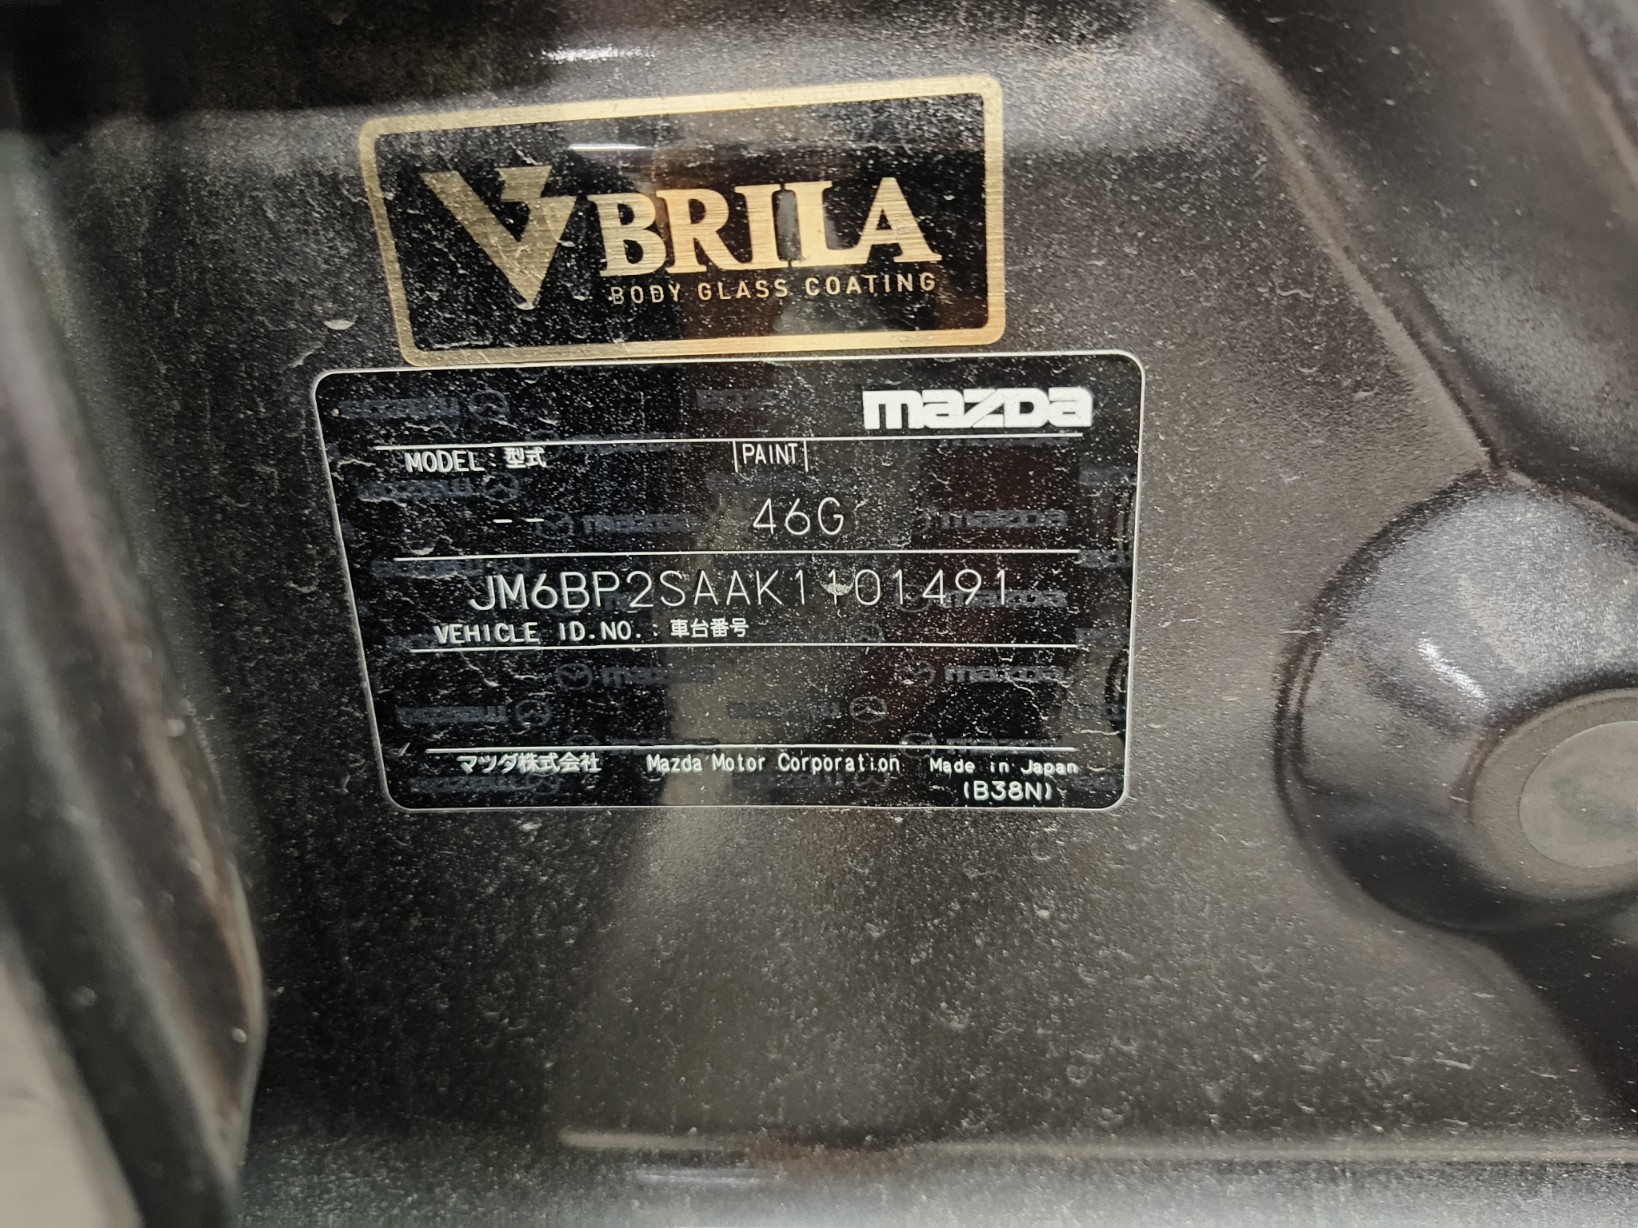 BRILA
BODY GLASS COATING
mazda
MODEL : 型式
PAINT
-- 46G
JM6BP2SAAK1101491
VEHICLE ID.NO. : 車台番号
マツダ株式会社 Mazda Motor Corporation Made in Japan
(B38N)